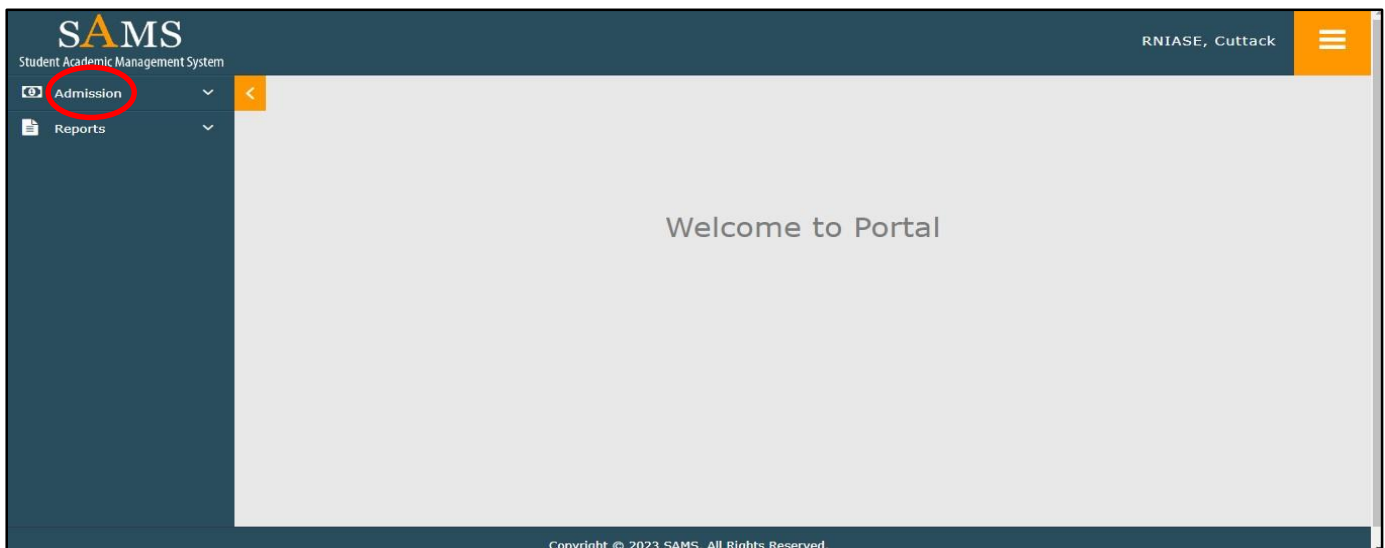 SAMS
Student Academic Management System
RNIASE, Cuttack
Admission
Reports
Welcome to Portal
Copyright © 2023 SAMS. All Rights Reserved.